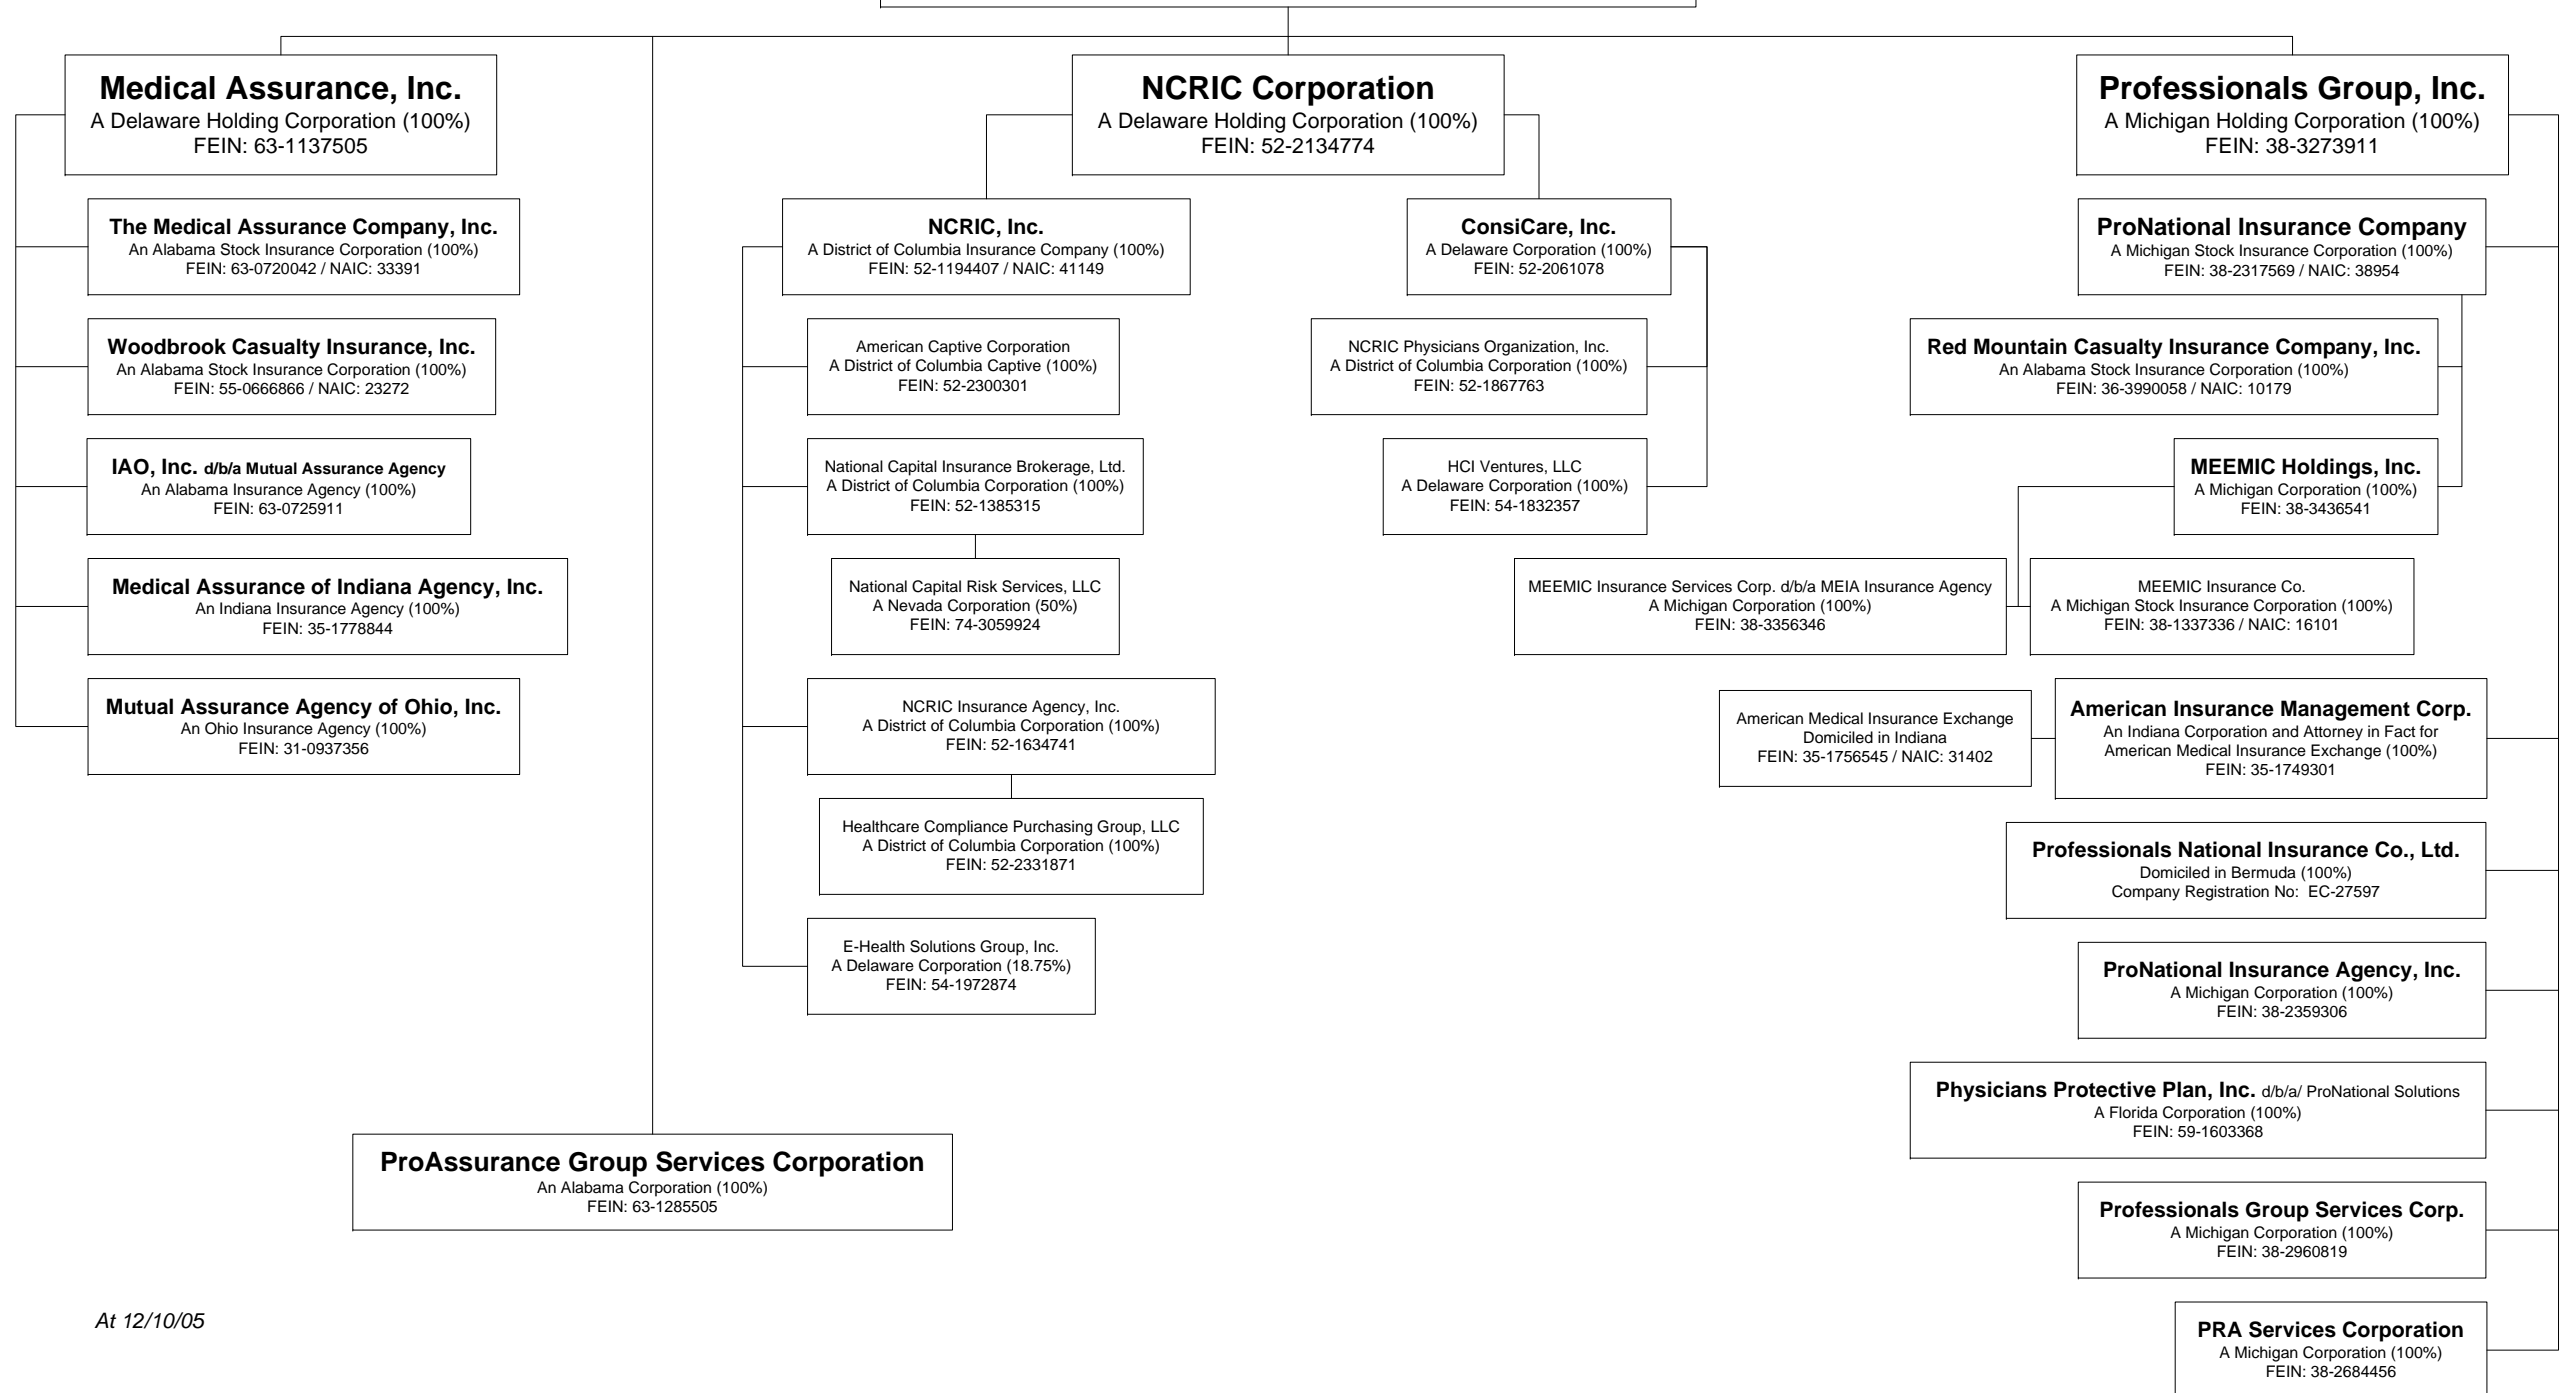 Medical Assurance, Inc.
A Delaware Holding Corporation (100%)
FEIN: 63-1137505
The Medical Assurance Company, Inc.
An Alabama Stock Insurance Corporation (100%)
FEIN: 63-0720042 / NAIC: 33391
Woodbrook Casualty Insurance, Inc.
An Alabama Stock Insurance Corporation (100%)
FEIN: 55-0666866 / NAIC: 23272
IAO, Inc. d/b/a Mutual Assurance Agency
An Alabama Insurance Agency (100%)
FEIN: 63-0725911
Medical Assurance of Indiana Agency, Inc.
An Indiana Insurance Agency (100%)
FEIN: 35-1778844
Mutual Assurance Agency of Ohio, Inc.
An Ohio Insurance Agency (100%)
FEIN: 31-0937356
ProAssurance Group Services Corporation
An Alabama Corporation (100%)
FEIN: 63-1285505
NCRIC Corporation
A Delaware Holding Corporation (100%)
FEIN: 52-2134774
NCRIC, Inc.
A District of Columbia Insurance Company (100%)
FEIN: 52-1194407 / NAIC: 41149
American Captive Corporation
A District of Columbia Captive (100%)
FEIN: 52-2300301
National Capital Insurance Brokerage, Ltd.
A District of Columbia Corporation (100%)
FEIN: 52-1385315
National Capital Risk Services, LLC
A Nevada Corporation (50%)
FEIN: 74-3059924
NCRIC Insurance Agency, Inc.
A District of Columbia Corporation (100%)
FEIN: 52-1634741
Healthcare Compliance Purchasing Group, LLC
A District of Columbia Corporation (100%)
FEIN: 52-2331871
E-Health Solutions Group, Inc.
A Delaware Corporation (18.75%)
FEIN: 54-1972874
ConsiCare, Inc.
A Delaware Corporation (100%)
FEIN: 52-2061078
NCRIC Physicians Organization, Inc.
A District of Columbia Corporation (100%)
FEIN: 52-1867763
HCI Ventures, LLC
A Delaware Corporation (100%)
FEIN: 54-1832357
Professionals Group, Inc.
A Michigan Holding Corporation (100%)
FEIN: 38-3273911
ProNational Insurance Company
A Michigan Stock Insurance Corporation (100%)
FEIN: 38-2317569 / NAIC: 38954
Red Mountain Casualty Insurance Company, Inc.
An Alabama Stock Insurance Corporation (100%)
FEIN: 36-3990058 / NAIC: 10179
MEEMIC Holdings, Inc.
A Michigan Corporation (100%)
FEIN: 38-3436541
MEEMIC Insurance Services Corp. d/b/a MEIA Insurance Agency
A Michigan Corporation (100%)
FEIN: 38-3356346
MEEMIC Insurance Co.
A Michigan Stock Insurance Corporation (100%)
FEIN: 38-1337336 / NAIC: 16101
American Medical Insurance Exchange
Domiciled in Indiana
FEIN: 35-1756545 / NAIC: 31402
American Insurance Management Corp.
An Indiana Corporation and Attorney in Fact for
American Medical Insurance Exchange (100%)
FEIN: 35-1749301
Professionals National Insurance Co., Ltd.
Domiciled in Bermuda (100%)
Company Registration No: EC-27597
ProNational Insurance Agency, Inc.
A Michigan Corporation (100%)
FEIN: 38-2359306
Physicians Protective Plan, Inc. d/b/a/ ProNational Solutions
A Florida Corporation (100%)
FEIN: 59-1603368
Professionals Group Services Corp.
A Michigan Corporation (100%)
FEIN: 38-2960819
PRA Services Corporation
A Michigan Corporation (100%)
FEIN: 38-2684456
At 12/10/05